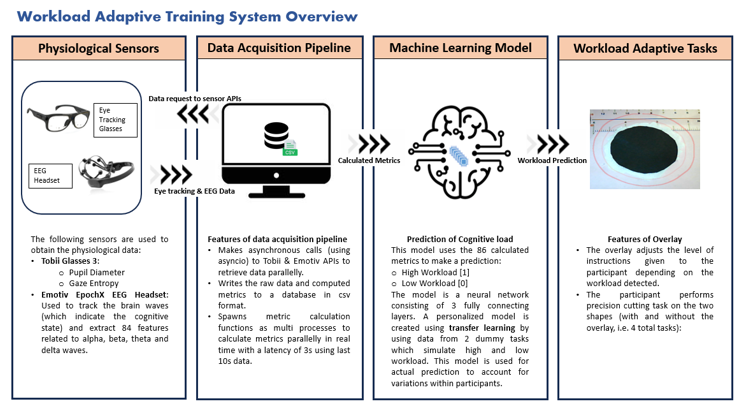 Workload Adaptive Training System Overview
Physiological Sensors
Eye
Tracking
Glasses
EEG
Headset
The following sensors are used to
obtain the physiological data:
• Tobii Glasses 3:
o Pupil Diameter
o Gaze Entropy
• Emotiv EpochX EEG Headset:
Used to track the brain waves
(which indicate the cognitive
state) and extract 84 features
related to alpha, beta, theta and
delta waves.
Data request to sensor APIs
Eye tracking & EEG Data
Data Acquisition Pipeline
CSV
Features of data acquisition pipeline
• Makes asynchronous calls (using
asyncio) to Tobii & Emotiv APIs to
retrieve data parallelly.
• Writes the raw data and computed
metrics to a database in csv
format.
• Spawns metric calculation
functions as multi processes to
calculate metrics parallelly in real
time with a latency of 3s using last
10s data.
Calculated Metrics
Machine Learning Model
Prediction of Cognitive load
This model uses the 86 calculated
metrics to make a prediction:
o High Workload [1]
o Low Workload [0]
The model is a neural network
consisting of 3 fully connecting
layers. A personalized model is
created using transfer learning by
using data from 2 dummy tasks
which simulate high and low
workload. This model is used for
actual prediction to account for
variations within participants.
Workload Prediction
Workload Adaptive Tasks
Features of Overlay
• The overlay adjusts the level of
instructions given to the
participant depending on the
workload detected.
• The participant performs
precision cutting task on the two
shapes (with and without the
overlay, i.e. 4 total tasks):